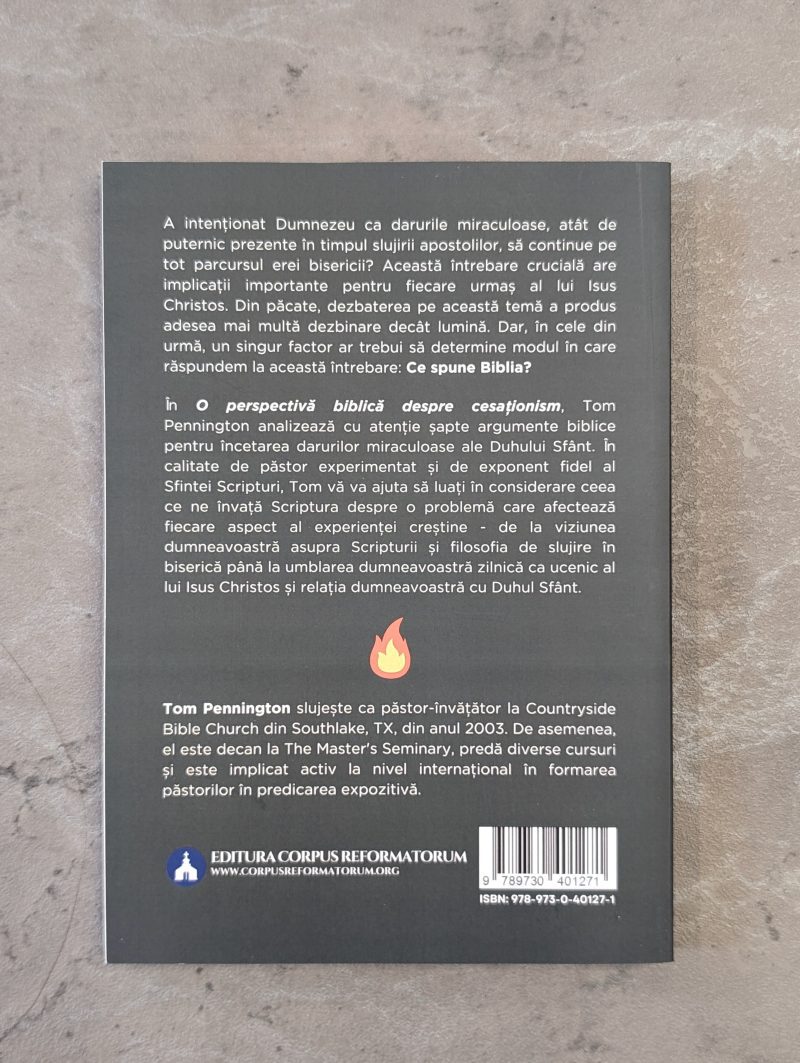 A intenționat Dumnezeu ca darurile miraculoase, atât de
puternic prezente în timpul slujirii apostolilor, să continue pe
tot parcursul erei bisericii? Această întrebare crucială are
implicații importante pentru fiecare urmaș al lui Isus
Christos. Din păcate, dezbaterea pe această temă a produs
adesea mai multă dezbinare decât lumină. Dar, în cele din
urmă, un singur factor ar trebui să determine modul în care
răspundem la această întrebare: Ce spune Biblia?
În O perspectivă biblică despre cesaționism, Tom
Pennington analizează cu atenție șapte argumente biblice
pentru încetarea darurilor miraculoase ale Duhului Sfânt. În
calitate de păstor experimentat și de exponent fidel al
Sfintei Scripturi, Tom vă va ajuta să luați în considerare ceea
ce ne învață Scriptura despre o problemă care afectează
fiecare aspect al experienței creștine - de la viziunea
dumneavoastră asupra Scripturii și filosofia de slujire în
biserică până la umblarea dumneavoastră zilnică ca ucenic al
lui Isus Christos și relația dumneavoastră cu Duhul Sfânt.
Tom Pennington slujește ca păstor-învățător la Countryside
Bible Church din Southlake, TX, din anul 2003. De asemenea,
el este decan la The Master's Seminary, predă diverse cursuri
și este implicat activ la nivel internațional în formarea
păstorilor în predicarea expozitivă.
EDITURA CORPUS REFORMATORUM
WWW.CORPUSREFORMATORUM.ORG
9 789730 401271
ISBN: 978-973-0-40127-1